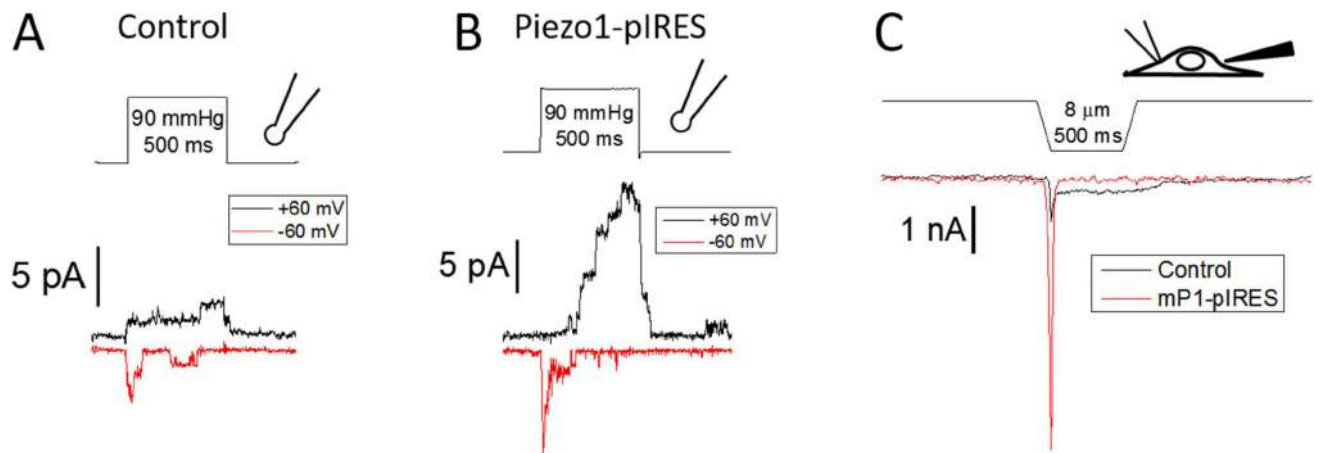 A
Control
90 mmHg
500 ms
+60 mV
-60 mV
5 pA
B
Piezo1-pIRES
90 mmHg
500 ms
+60 mV
-60 mV
5 pA
C
8 μm
500 ms
1 nA
Control
mP1-pIRES